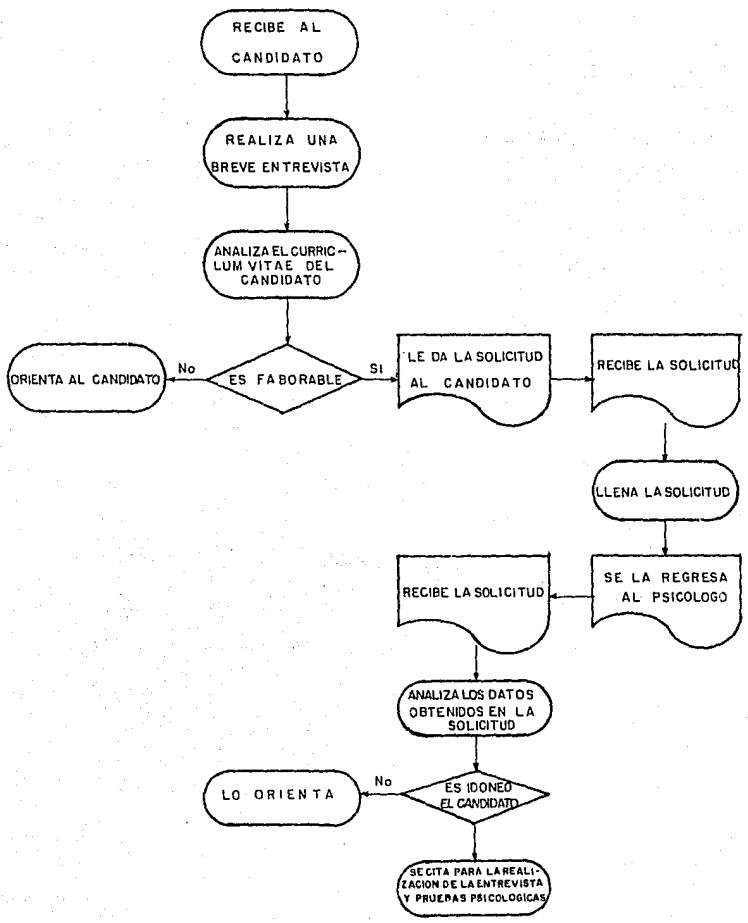 RECIBE AL
CANDIDATO
REALIZA UNA
BREVE ENTREVISTA
ANALIZA EL CURRIC-
LUM VITAE DEL
CANDIDATO
ORIENTA AL CANDIDATO
No
ES FABORABLE
SI
LE DA LA SOLICITUD
AL CANDIDATO
RECIBE LA SOLICITUD
LLENA LA SOLICITUD
SE LA REGRESA
AL PSICOLOGO
RECIBE LA SOLICITUD
ANALIZA LOS DATOS
OBTENIDOS EN LA
SOLICITUD
ES IDONEO
EL CANDIDATO
No
LO ORIENTA
SE CITA PARA LA REALI-
ZACION DE LA ENTREVISTA
Y PRUEBAS PSICOLOGICAS